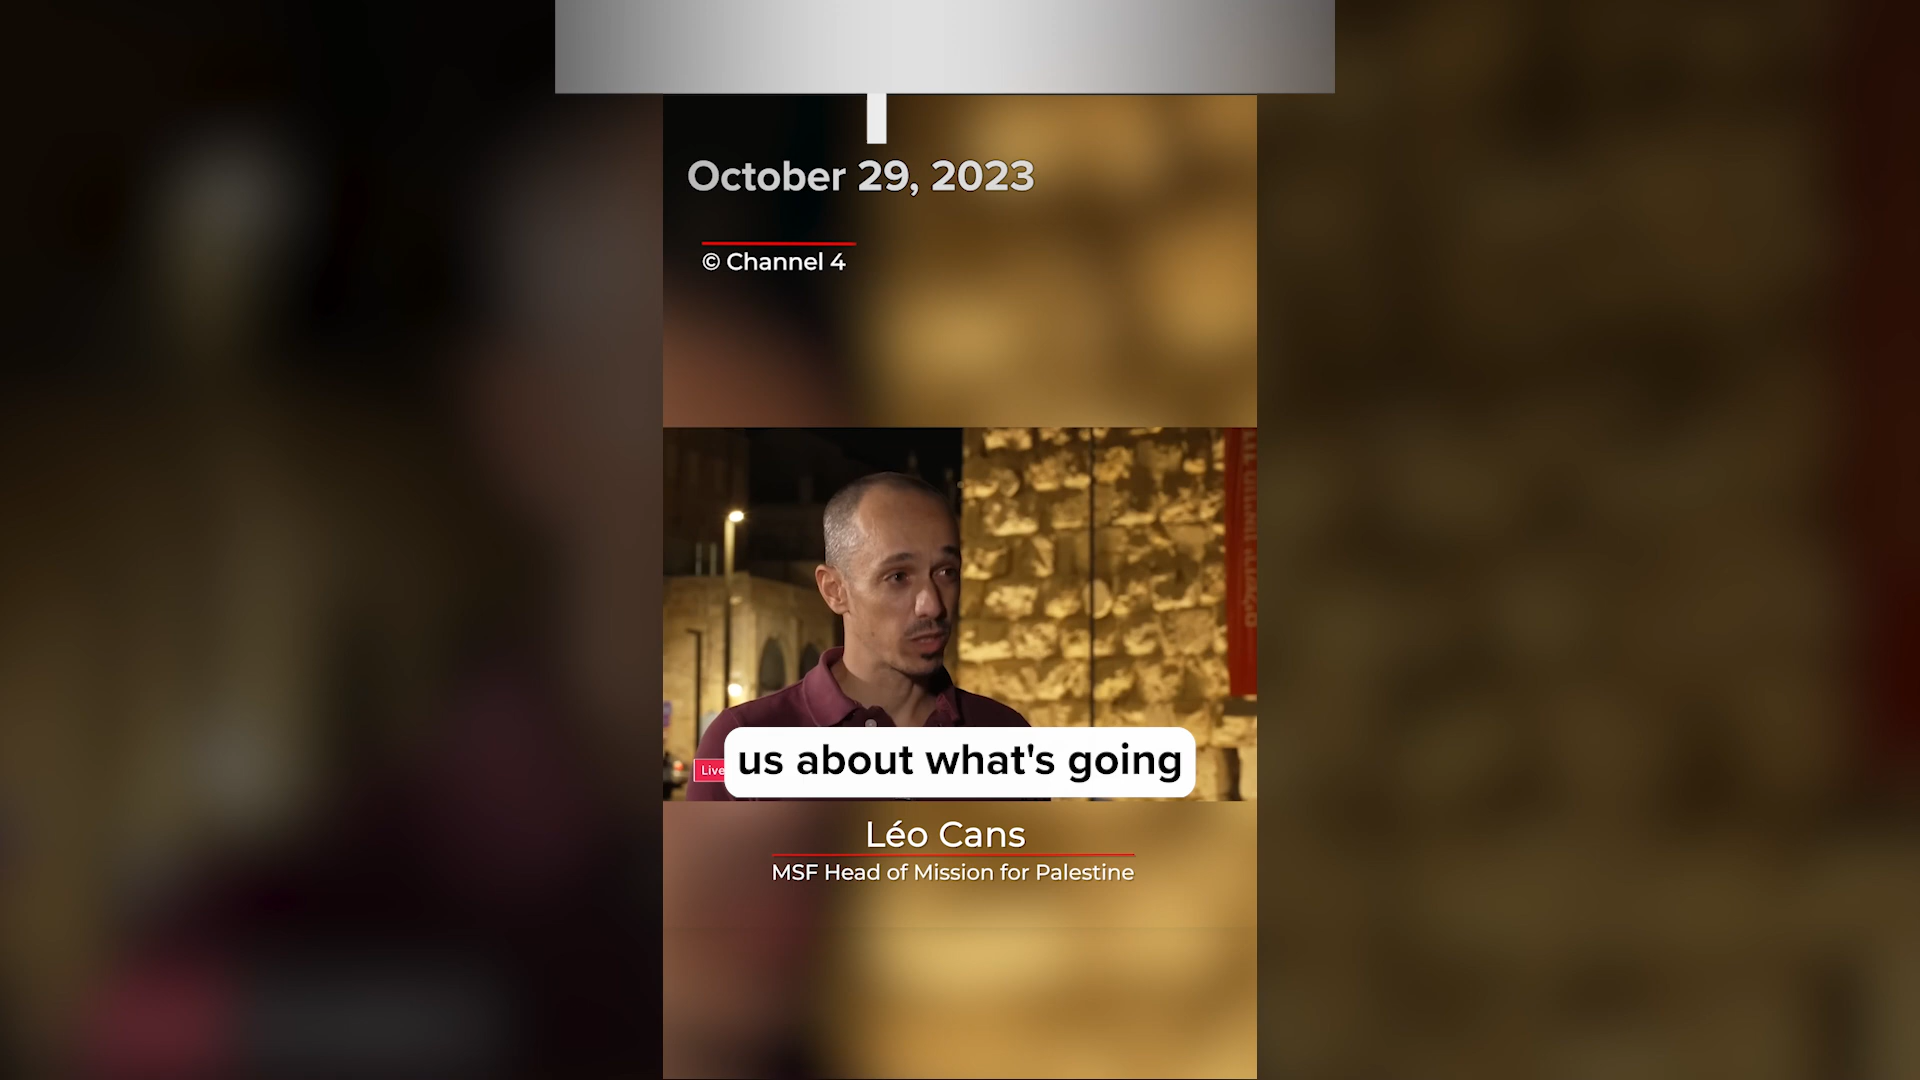 October 29, 2023
© Channel 4
Live
us about what's going
Léo Cans
MSF Head of Mission for Palestine